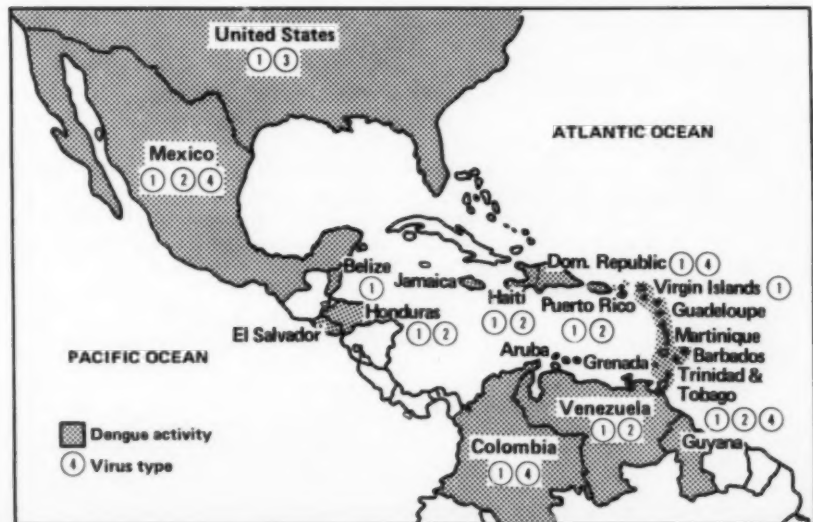 United States
1 3
ATLANTIC OCEAN
Mexico
1 2 4
Dom. Republic 1 4
Belize
1
Jamaica
Haiti
1 2
Puerto Rico
1 2
Virgin Islands 1
Guadeloupe
Honduras
1 2
El Salvador
Martinique
Barbados
PACIFIC OCEAN
Aruba
Grenada
Trinidad &
Tobago
1 2 4
Venezuela
1 2
Guyana
Colombia
1 4
Dengue activity
4 Virus type